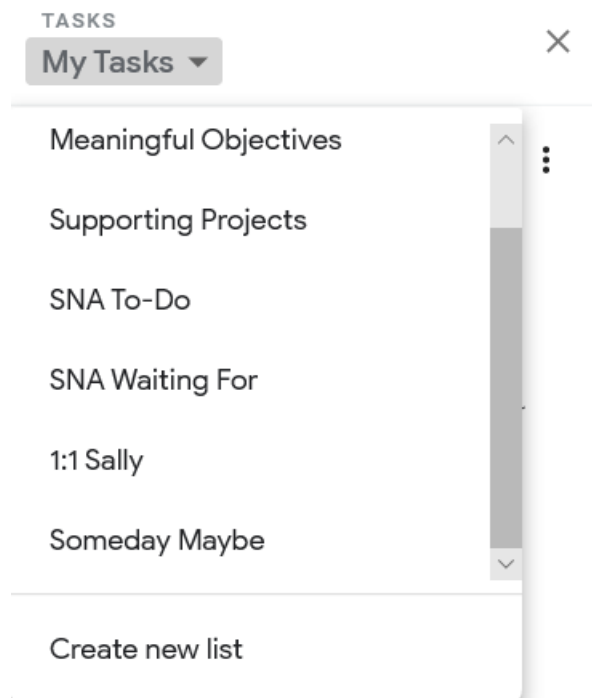 TASKS
My Tasks
Meaningful Objectives
Supporting Projects
SNA To-Do
SNA Waiting For
1:1 Sally
Someday Maybe
Create new list